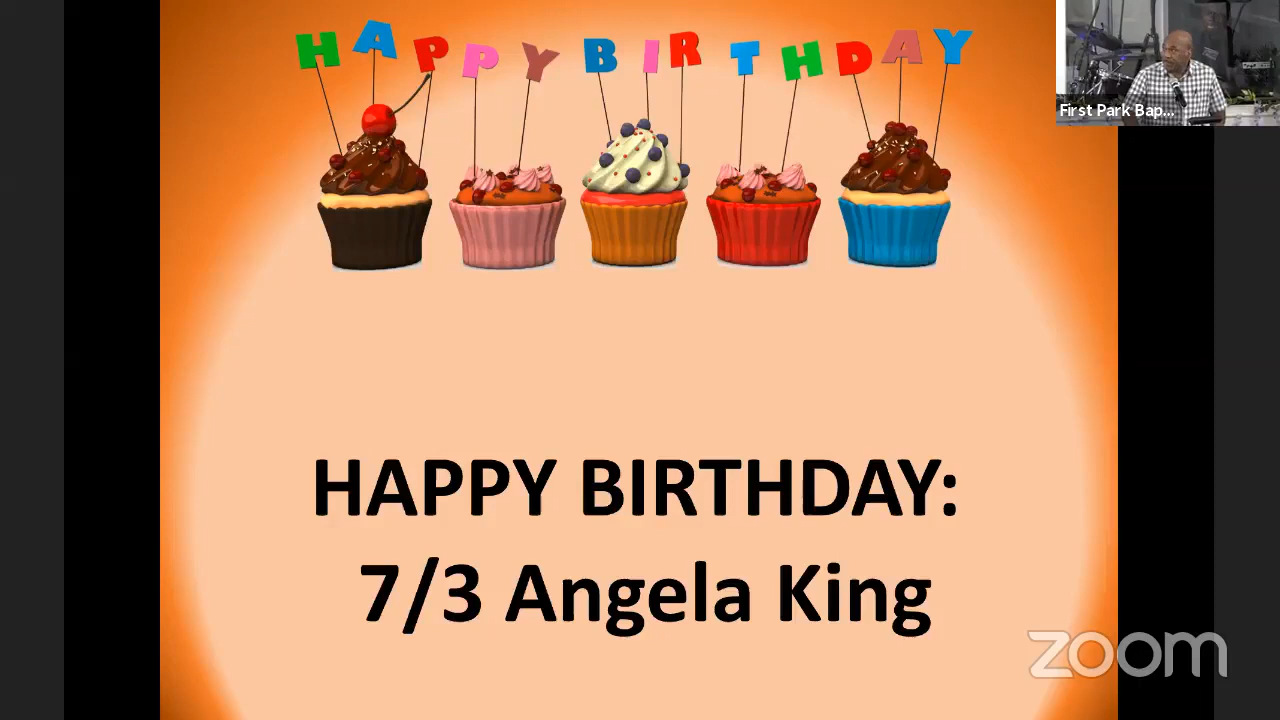 HAPPY BIRTHDAY
First Park Bap...
HAPPY BIRTHDAY:
7/3 Angela King
zoom